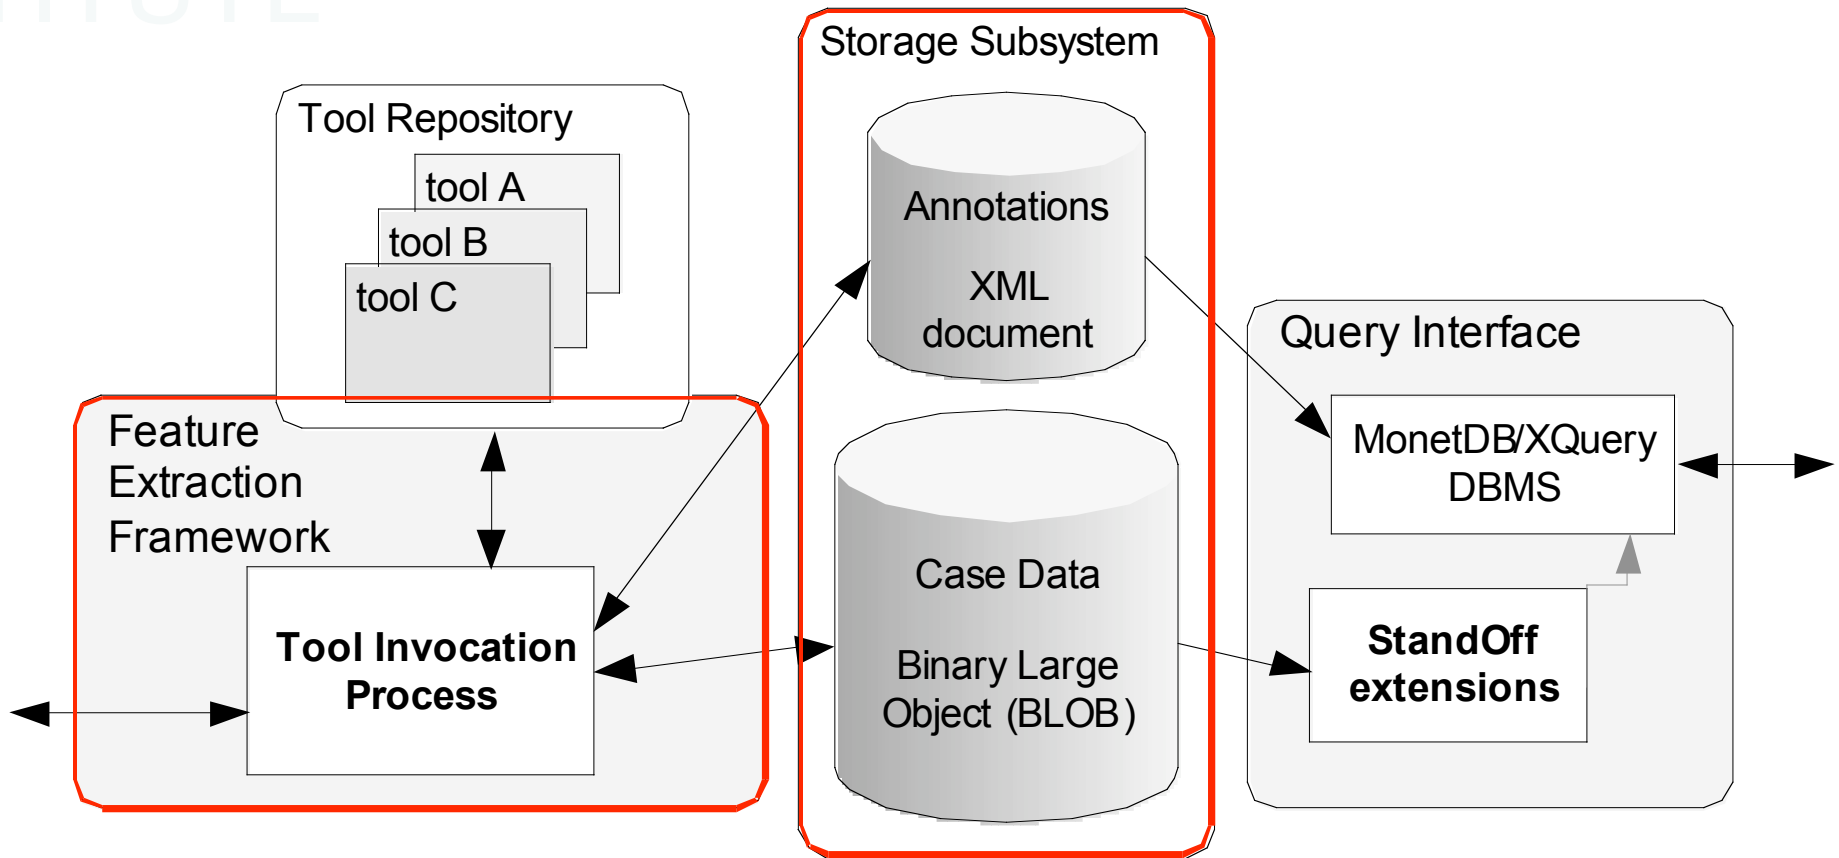 Storage Subsystem
Tool Repository
tool A
tool B
tool C
Annotations
XML
document
Query Interface
MonetDB/XQuery
DBMS
Feature
Extraction
Framework
Case Data
Binary Large
Object (BLOB)
Tool Invocation
Process
StandOff
extensions